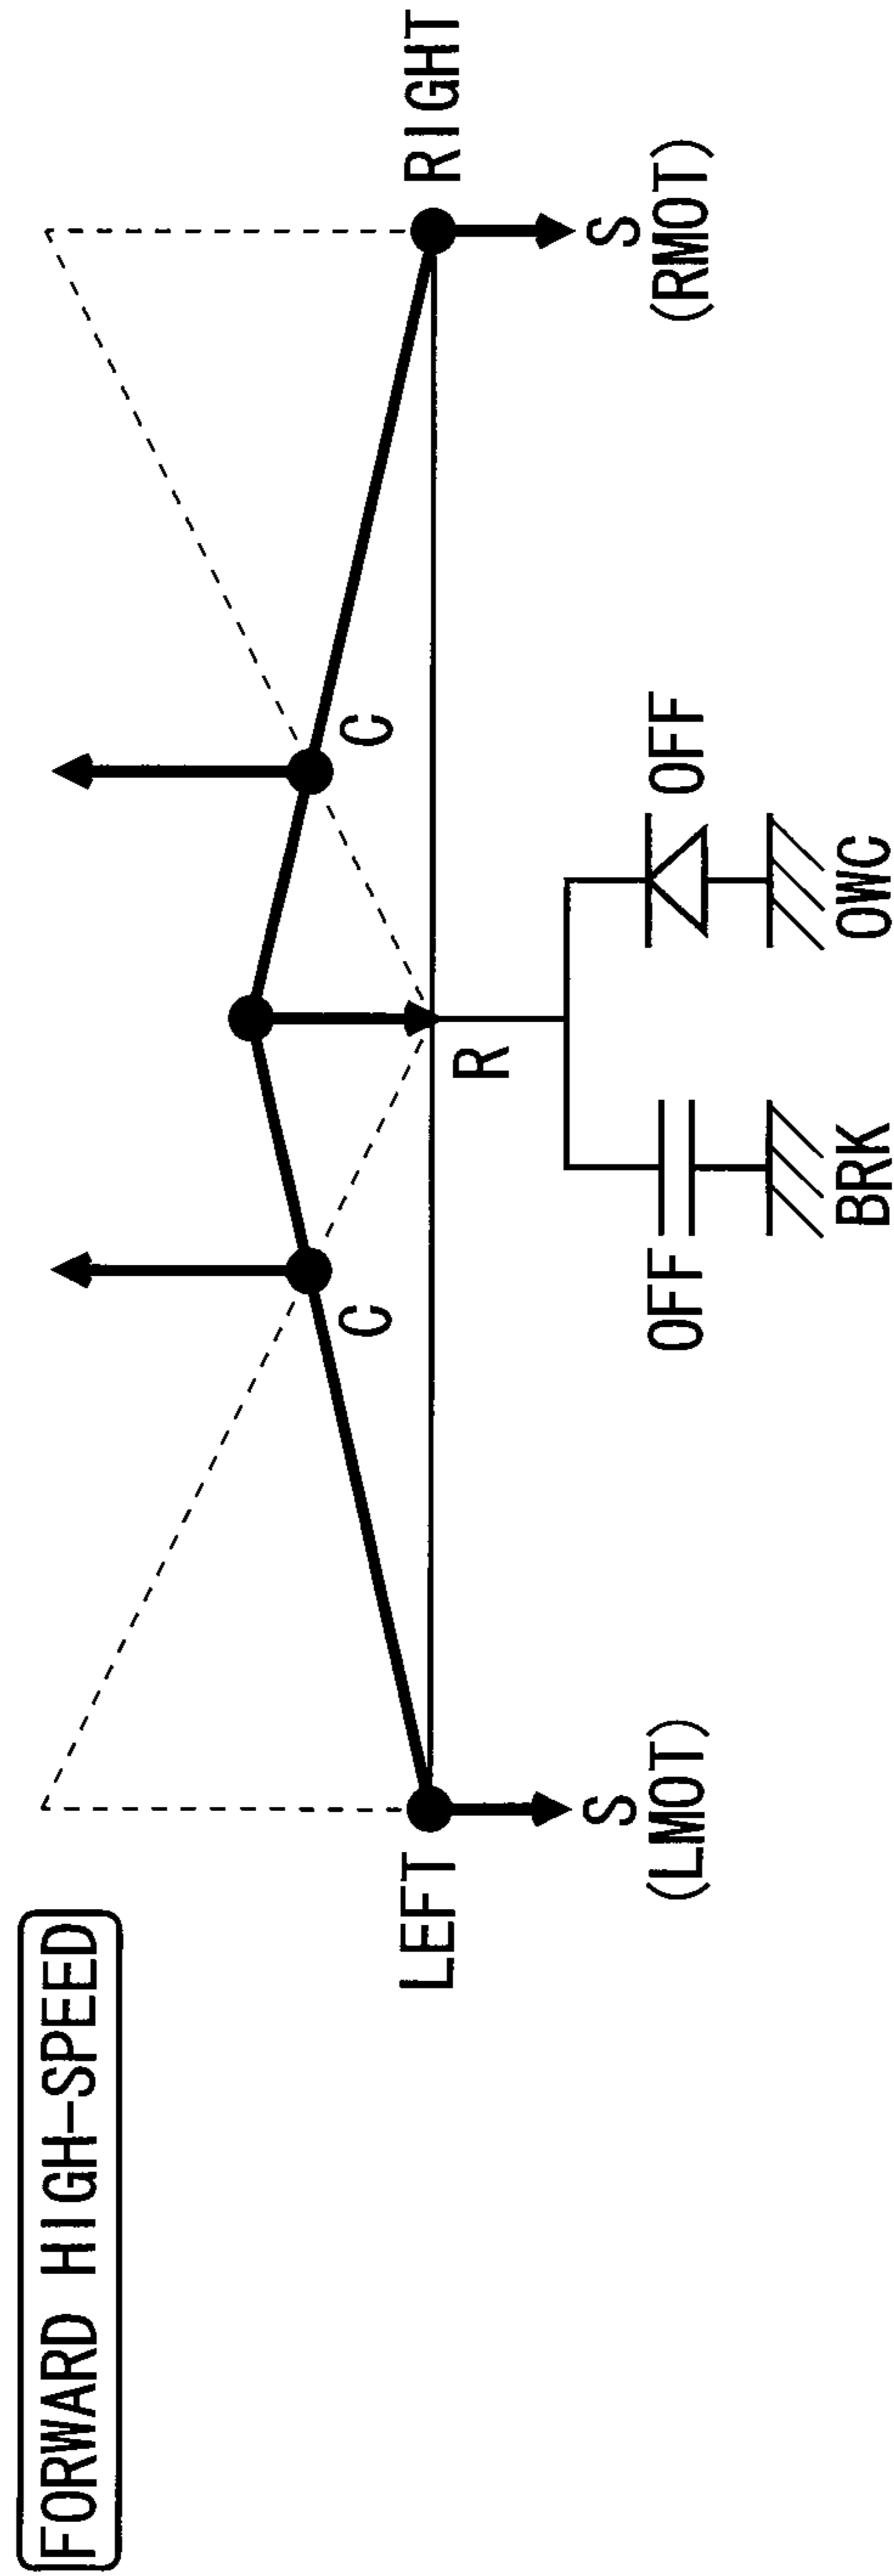 FORWARD HIGH-SPEED
C
C
LEFT
RIGHT
R
S
(LMOT)
S
(RMOT)
OFF
OFF
BRK
OWC